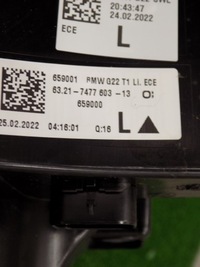 20:43:47
24.02.2022
ECE
L
659001 BMW G22 T1 LI. ECE
63.21-7477 603-13
659000
25.02.2022 04:16:01 Q:16 L